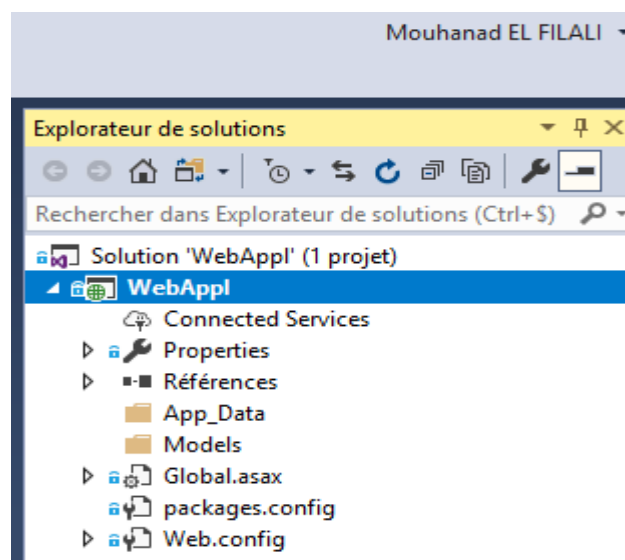 Mouhanad EL FILALI
Explorateur de solutions
Rechercher dans Explorateur de solutions (Ctrl+$)
Solution 'WebAppl' (1 projet)
WebAppl
Connected Services
Properties
Références
App_Data
Models
Global.asax
packages.config
Web.config